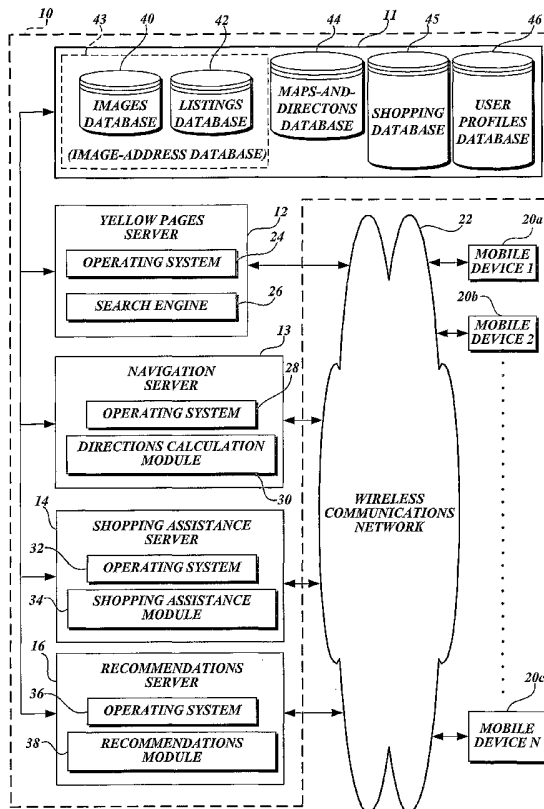 10
43
40
42
44
11
45
46
IMAGES
DATABASE
LISTINGS
DATABASE
(IMAGE-ADDRESS DATABASE)
MAPS-AND-
DIRECTONS
DATABASE
SHOPPING
DATABASE
USER
PROFILES
DATABASE
YELLOW PAGES
SERVER
12
24
OPERATING SYSTEM
SEARCH ENGINE
26
22
20a
MOBILE
DEVICE 1
20b
MOBILE
DEVICE 2
13
NAVIGATION
SERVER
28
OPERATING SYSTEM
DIRECTIONS CALCULATION
MODULE
30
WIRELESS
COMMUNICATIONS
NETWORK
14
SHOPPING ASSISTANCE
SERVER
32
OPERATING SYSTEM
34
SHOPPING ASSISTANCE
MODULE
16
RECOMMENDATIONS
SERVER
36
OPERATING SYSTEM
38
RECOMMENDATIONS
MODULE
20c
MOBILE
DEVICE N